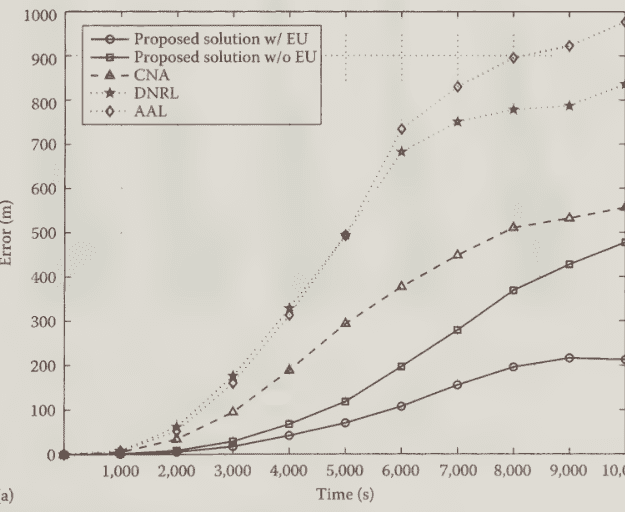 1000
900
800
700
600
500
400
300
200
100
0
Error (m)
Proposed solution w/ EU
Proposed solution w/o EU
CNA
DNRL
AAL
1,000 2,000 3,000 4,000 5,000 6,000 7,000 8,000 9,000 10,0
(a)
Time (s)